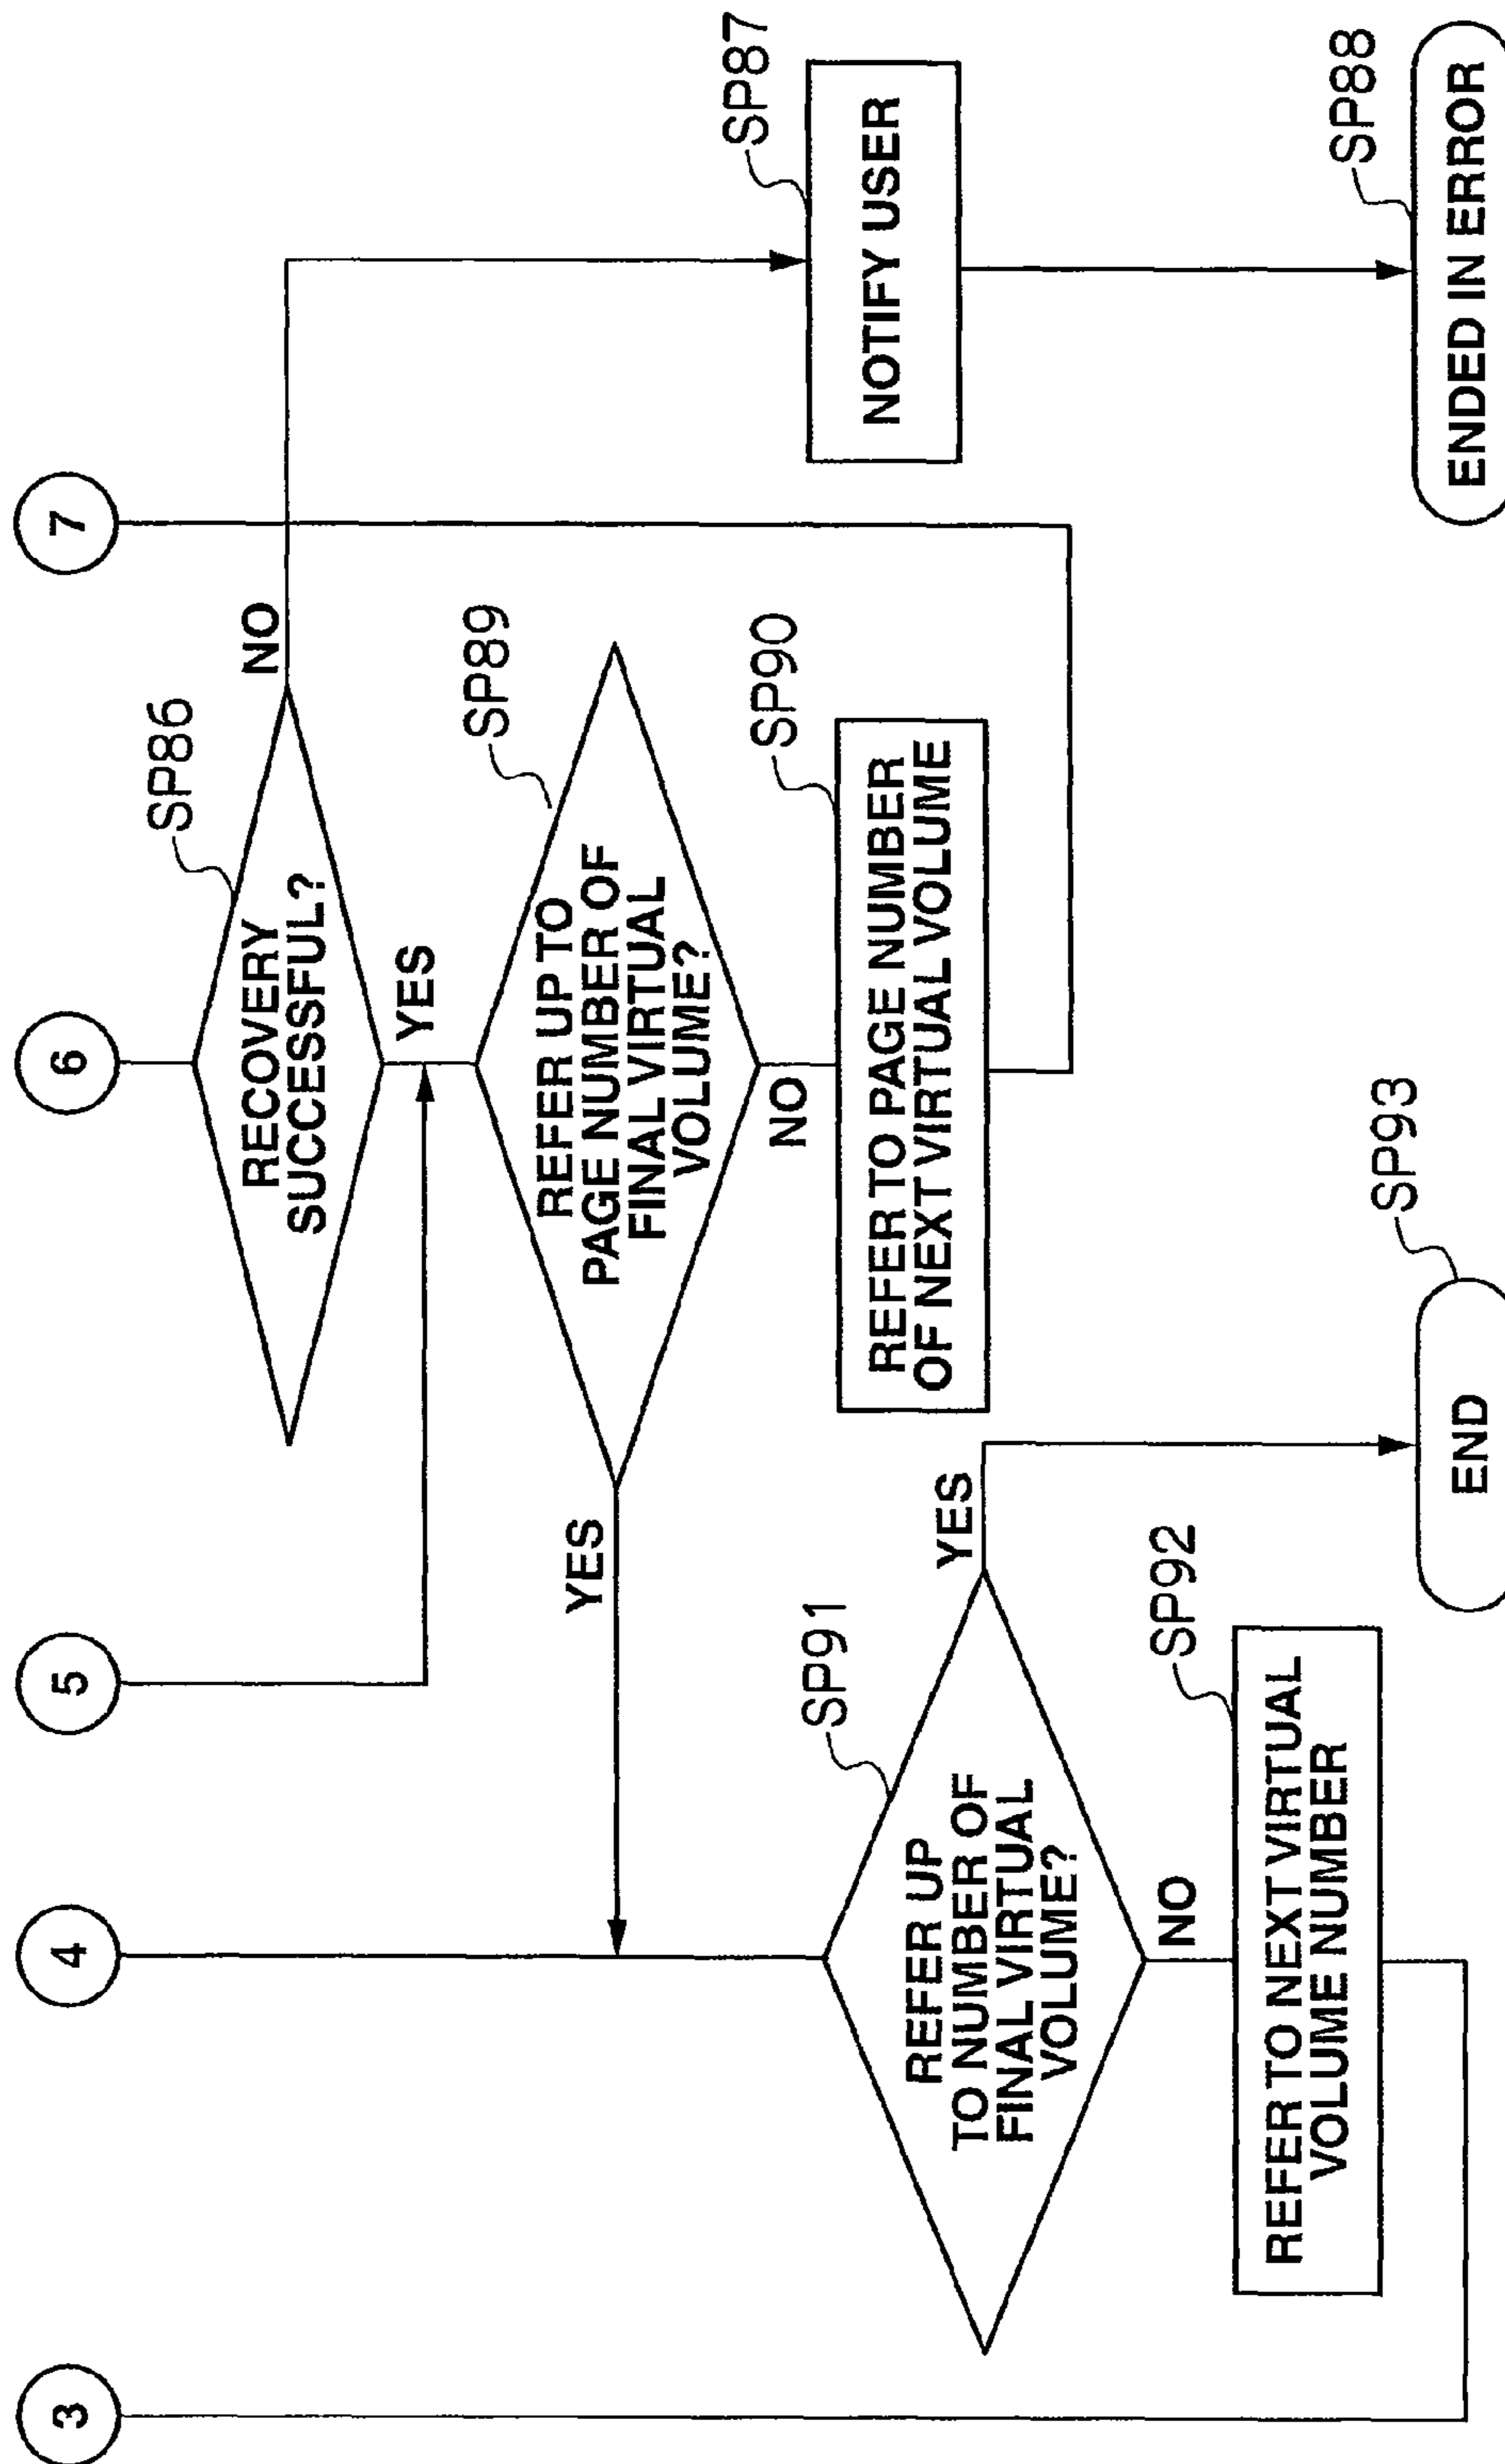 3
4
5
6
7
SP86
RECOVERY
SUCCESSFUL?
NO
YES
SP89
REFER UP TO
PAGE NUMBER OF
FINAL VIRTUAL
VOLUME?
YES
NO
SP87
NOTIFY USER
SP90
REFER TO PAGE NUMBER
OF NEXT VIRTUAL VOLUME
SP91
REFER UP
TO NUMBER OF
FINAL VIRTUAL
VOLUME?
YES
NO
SP92
REFER TO NEXT VIRTUAL
VOLUME NUMBER
SP93
END
SP88
ENDED IN ERROR